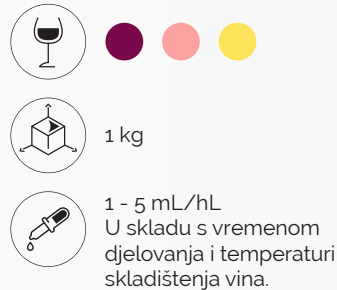 1 kg
1 - 5 mL/hL
U skladu s vremenom
djelovanja i temperaturi
skladištenja vina.